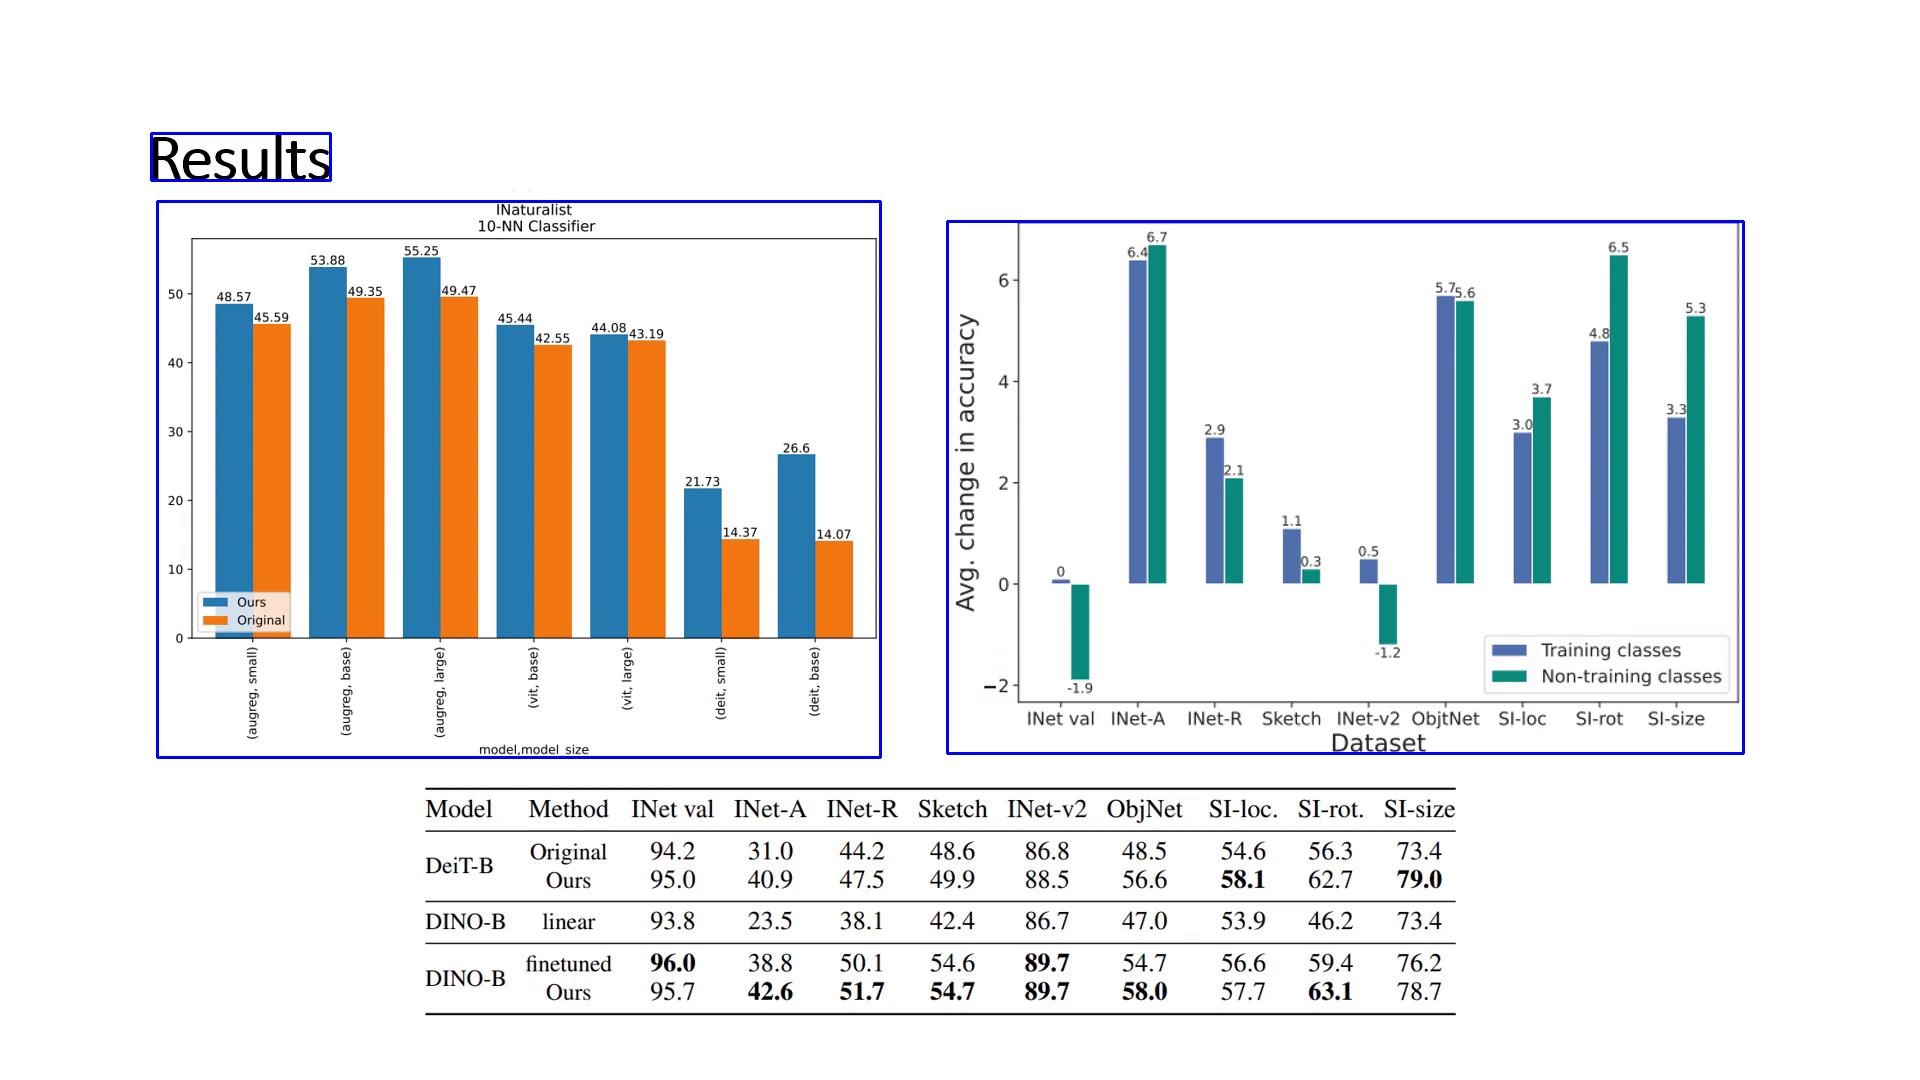 Results
INaturalist
10-NN Classifier
48.57
45.59
53.88
49.35
55.25
49.47
45.44
42.55
44.08
43.19
21.73
14.37
26.6
14.07
50
40
30
20
10
0
Ours
Original
(augreg, small)
(augreg, base)
(augreg, large)
(vit, base)
(vit, large)
(deit, small)
(deit, base)
model,model_size
Avg. change in accuracy
6
4
2
0
−2
0
-1.9
6.4
6.7
2.9
2.1
1.1
0.3
0.5
-1.2
5.7
5.6
3.0
3.7
4.8
6.5
3.3
5.3
Training classes
Non-training classes
INet val INet-A INet-R Sketch INet-v2 ObjtNet SI-loc SI-rot SI-size
Dataset
Model Method INet val INet-A INet-R Sketch INet-v2 ObjNet SI-loc. SI-rot. SI-size
DeiT-B
Original 94.2 31.0 44.2 48.6 86.8 48.5 54.6 56.3 73.4
Ours 95.0 40.9 47.5 49.9 88.5 56.6 58.1 62.7 79.0
DINO-B linear 93.8 23.5 38.1 42.4 86.7 47.0 53.9 46.2 73.4
DINO-B
finetuned 96.0 38.8 50.1 54.6 89.7 54.7 56.6 59.4 76.2
Ours 95.7 42.6 51.7 54.7 89.7 58.0 57.7 63.1 78.7